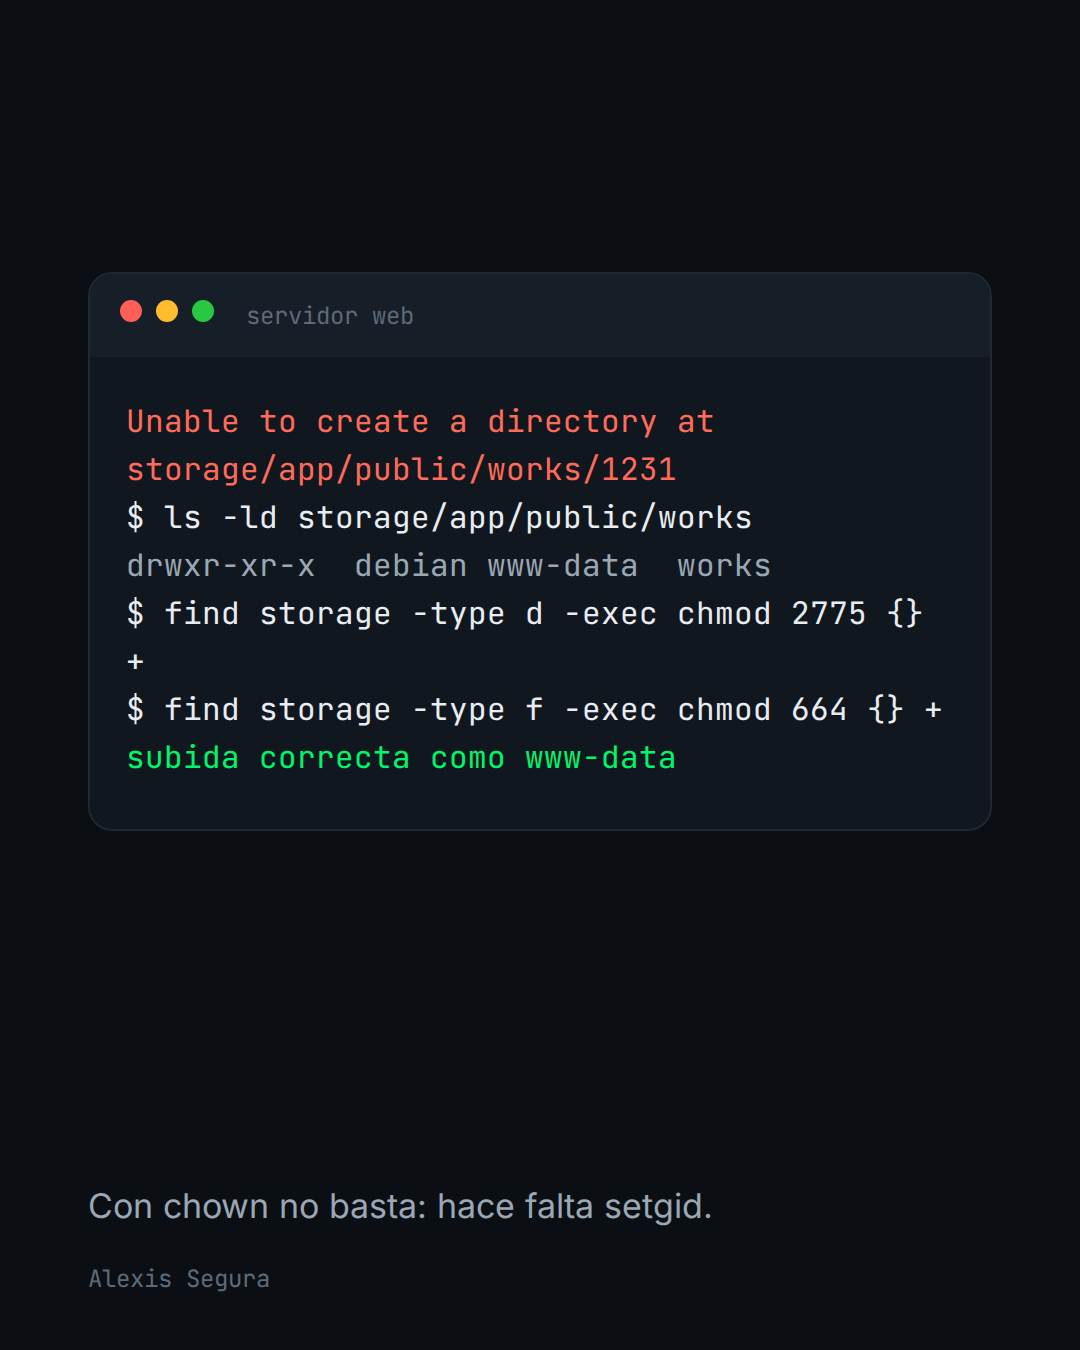 servidor web
Unable to create a directory at
storage/app/public/works/1231
$ ls -ld storage/app/public/works
drwxr-xr-x  debian www-data  works
$ find storage -type d -exec chmod 2775 {}
+
$ find storage -type f -exec chmod 664 {} +
subida correcta como www-data
Con chown no basta: hace falta setgid.
Alexis Segura